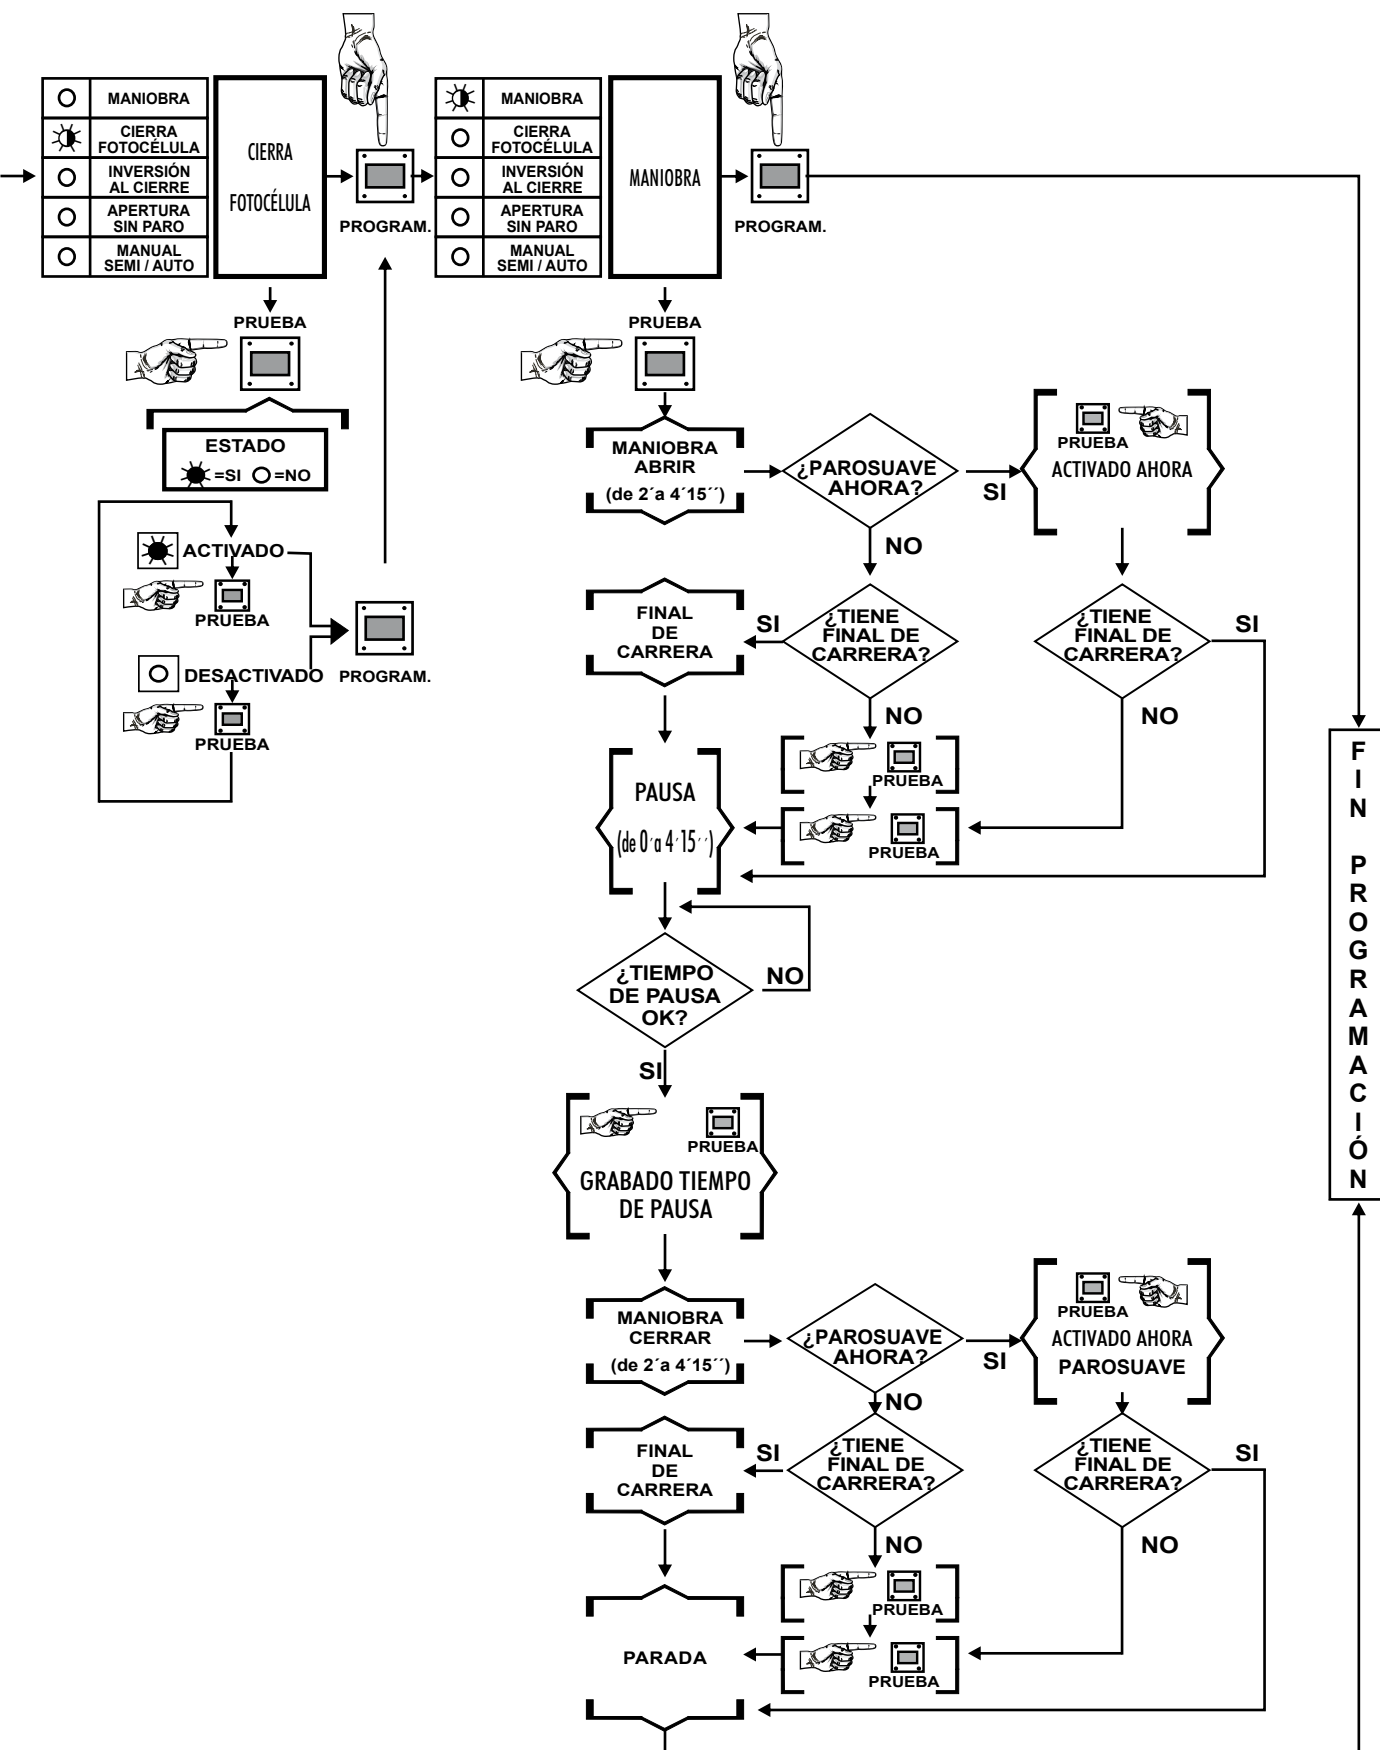 MANIOBRA
CIERRA
FOTOCÉLULA
INVERSIÓN
AL CIERRE
APERTURA
SIN PARO
MANUAL
SEMI / AUTO
CIERRA
FOTOCÉLULA
PROGRAM.
MANIOBRA
CIERRA
FOTOCÉLULA
INVERSIÓN
AL CIERRE
APERTURA
SIN PARO
MANUAL
SEMI / AUTO
MANIOBRA
PROGRAM.
PRUEBA
ESTADO
=SI =NO
ACTIVADO
PRUEBA
DESACTIVADO
PRUEBA
PROGRAM.
PRUEBA
MANIOBRA
ABRIR
(de 2´a 4´15´´)
¿PAROSUAVE
AHORA?
SI
PRUEBA
ACTIVADO AHORA
NO
FINAL
DE
CARRERA
SI
¿TIENE
FINAL DE
CARRERA?
¿TIENE
FINAL DE
CARRERA?
SI
NO
NO
PRUEBA
PRUEBA
PAUSA
(de 0´a 4´15´´)
¿TIEMPO
DE PAUSA
OK?
NO
SI
PRUEBA
GRABADO TIEMPO
DE PAUSA
MANIOBRA
CERRAR
(de 2´a 4´15´´)
¿PAROSUAVE
AHORA?
SI
PRUEBA
ACTIVADO AHORA
PAROSUAVE
NO
FINAL
DE
CARRERA
SI
¿TIENE
FINAL DE
CARRERA?
¿TIENE
FINAL DE
CARRERA?
SI
NO
NO
PRUEBA
PRUEBA
PARADA
FIN PROGRAMACIÓN